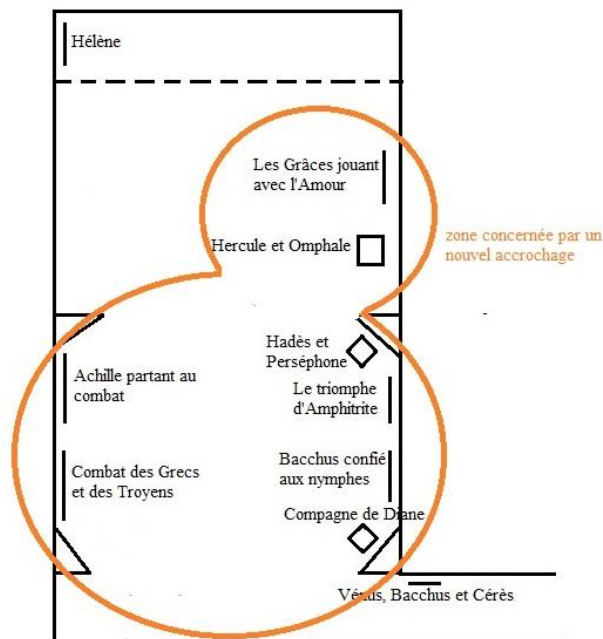 Hélène
Les Grâces jouant
avec l'Amour
Hercule et Omphale
zone concernée par un
nouvel accrochage
Hadès et
Perséphone
Achille partant au
combat
Le triomphe
d'Amphitrite
Combat des Grecs
et des Troyens
Bacchus confié
aux nymphes
Compagne de Diane
Vénus, Bacchus et Cérès